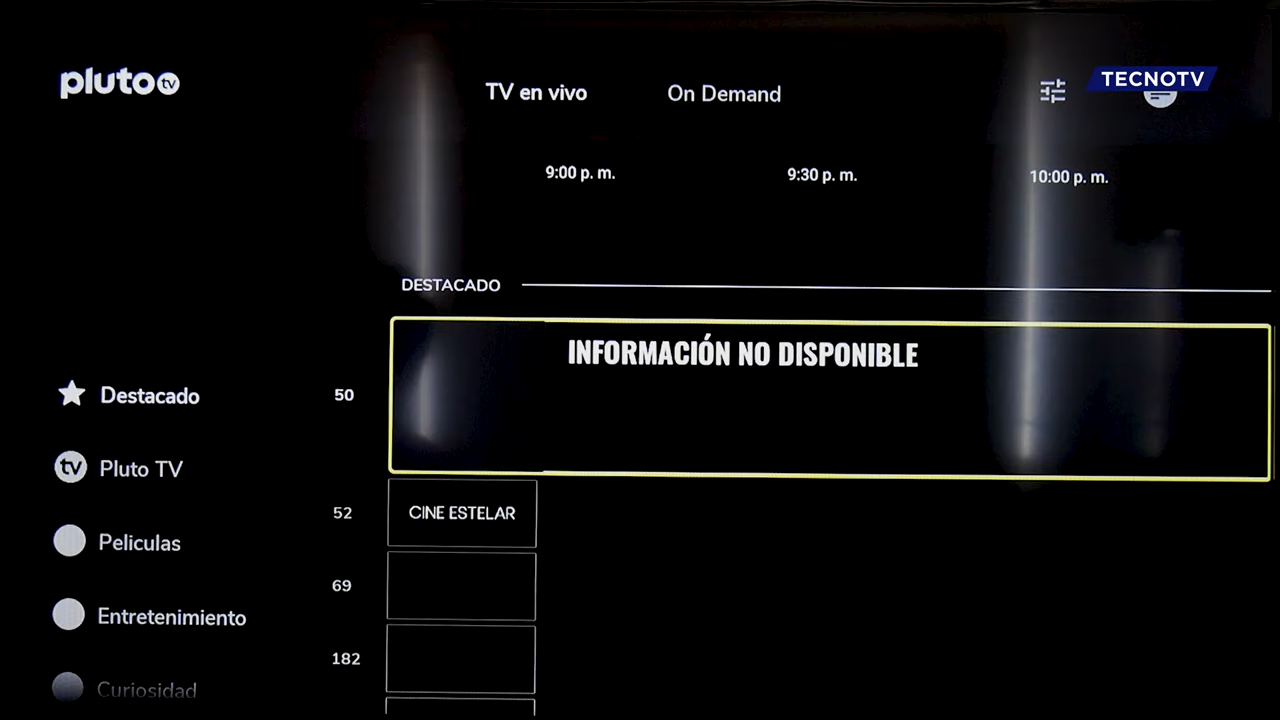 pluto tv
TV en vivo
On Demand
TECNOTV
9:00 p. m.
9:30 p. m.
10:00 p. m.
DESTACADO
INFORMACIÓN NO DISPONIBLE
Destacado
50
tv Pluto TV
52
CINE ESTELAR
Peliculas
69
Entretenimiento
182
Curiosidad